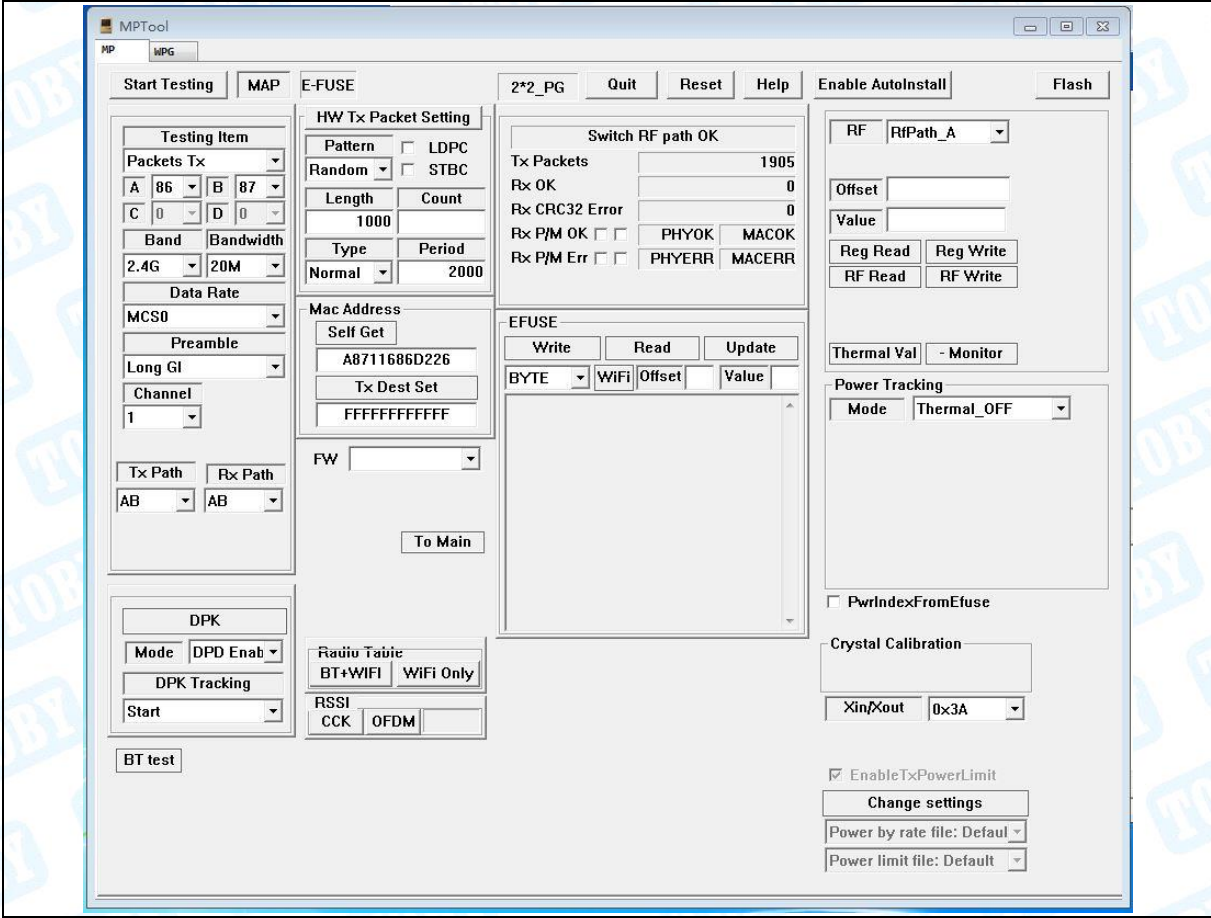 MPTool
MP WPG
Start Testing MAP E-FUSE 2*2_PG Quit Reset Help Enable AutoInstall Flash
Testing Item
Packets Tx
A 86 B 87
C 0 D 0
Band Bandwidth
2.4G 20M
Data Rate
MCS0
Preamble
Long GI
Channel
1
Tx Path Rx Path
AB AB
DPK
Mode DPD Enab
DPK Tracking
Start
BT test
HW Tx Packet Setting
Pattern LDPC
Random STBC
Length Count
1000
Type Period
Normal 2000
Mac Address
Self Get
A8711686D226
Tx Dest Set
FFFFFFFFFFFF
FW
To Main
Radio Table
BT+WIFI WiFi Only
RSSI
CCK OFDM
Switch RF path OK
Tx Packets 1905
Rx OK 0
Rx CRC32 Error 0
Rx P/M OK PHYOK MACOK
Rx P/M Err PHYERR MACERR
EFUSE
Write Read Update
BYTE WiFi Offset Value
RF RfPath_A
Offset
Value
Reg Read Reg Write
RF Read RF Write
Thermal Val - Monitor
Power Tracking
Mode Thermal_OFF
PwrIndexFromEfuse
Crystal Calibration
Xin/Xout 0x3A
EnableTxPowerLimit
Change settings
Power by rate file: Defaul
Power limit file: Default
TOBY